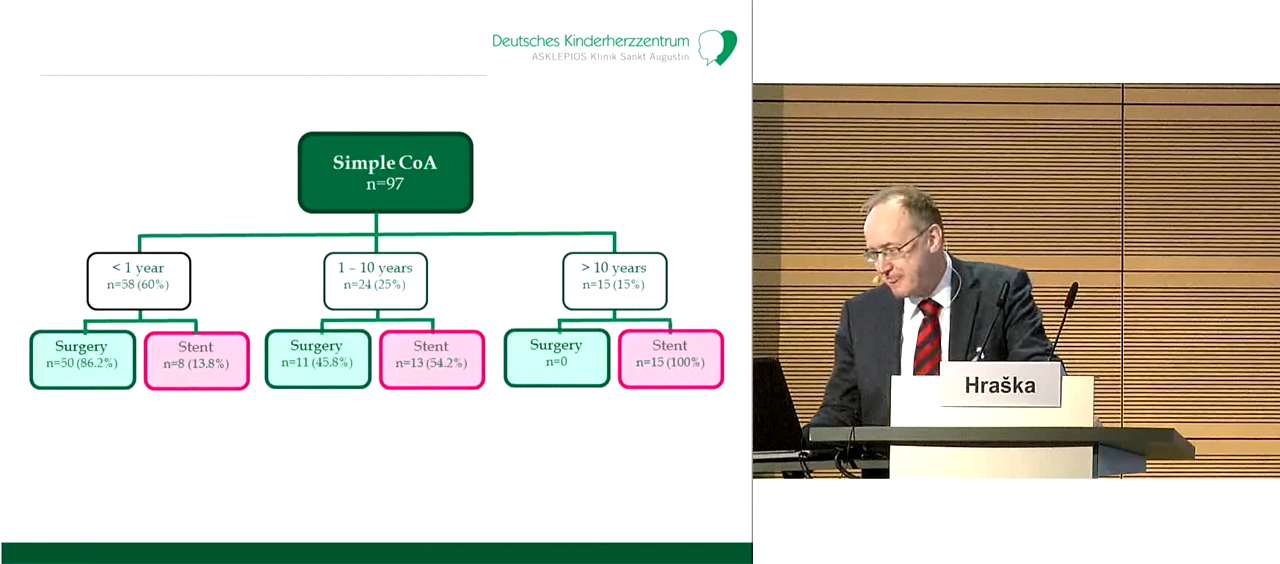 Deutsches Kinderherzzentrum
ASKLEPIOS Klinik Sankt Augustin
Simple CoA
n=97
< 1 year
n=58 (60%)
1 – 10 years
n=24 (25%)
> 10 years
n=15 (15%)
Surgery
n=50 (86.2%)
Stent
n=8 (13.8%)
Surgery
n=11 (45.8%)
Stent
n=13 (54.2%)
Surgery
n=0
Stent
n=15 (100%)
Hraška